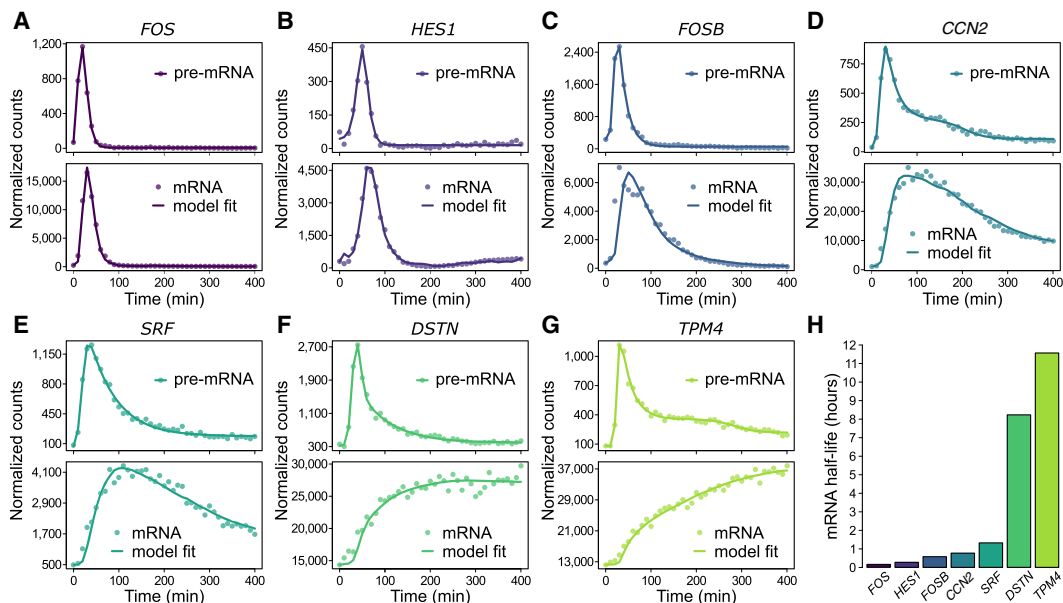 A
FOS
Normalized counts
1,200
800
400
0
pre-mRNA
15,000
10,000
5,000
0
mRNA
model fit
0 100 200 300 400
Time (min)
B
HES1
Normalized counts
450
300
150
0
pre-mRNA
4,500
3,000
1,500
0
mRNA
model fit
0 100 200 300 400
Time (min)
C
FOSB
Normalized counts
2,400
1,600
800
0
pre-mRNA
6,000
4,000
2,000
0
mRNA
model fit
0 100 200 300 400
Time (min)
D
CCN2
Normalized counts
750
500
250
0
pre-mRNA
30,000
20,000
10,000
0
mRNA
model fit
0 100 200 300 400
Time (min)
E
SRF
Normalized counts
1,150
800
450
100
pre-mRNA
4,100
2,900
1,700
500
mRNA
model fit
0 100 200 300 400
Time (min)
F
DSTN
Normalized counts
2,700
1,900
1,100
300
pre-mRNA
30,000
25,000
20,000
15,000
mRNA
model fit
0 100 200 300 400
Time (min)
G
TPM4
Normalized counts
1,000
700
400
100
pre-mRNA
37,000
29,000
21,000
13,000
mRNA
model fit
0 100 200 300 400
Time (min)
H
mRNA half-life (hours)
12
11
10
9
8
7
6
5
4
3
2
1
0
FOS HES1 FOSB CCN2 SRF DSTN TPM4